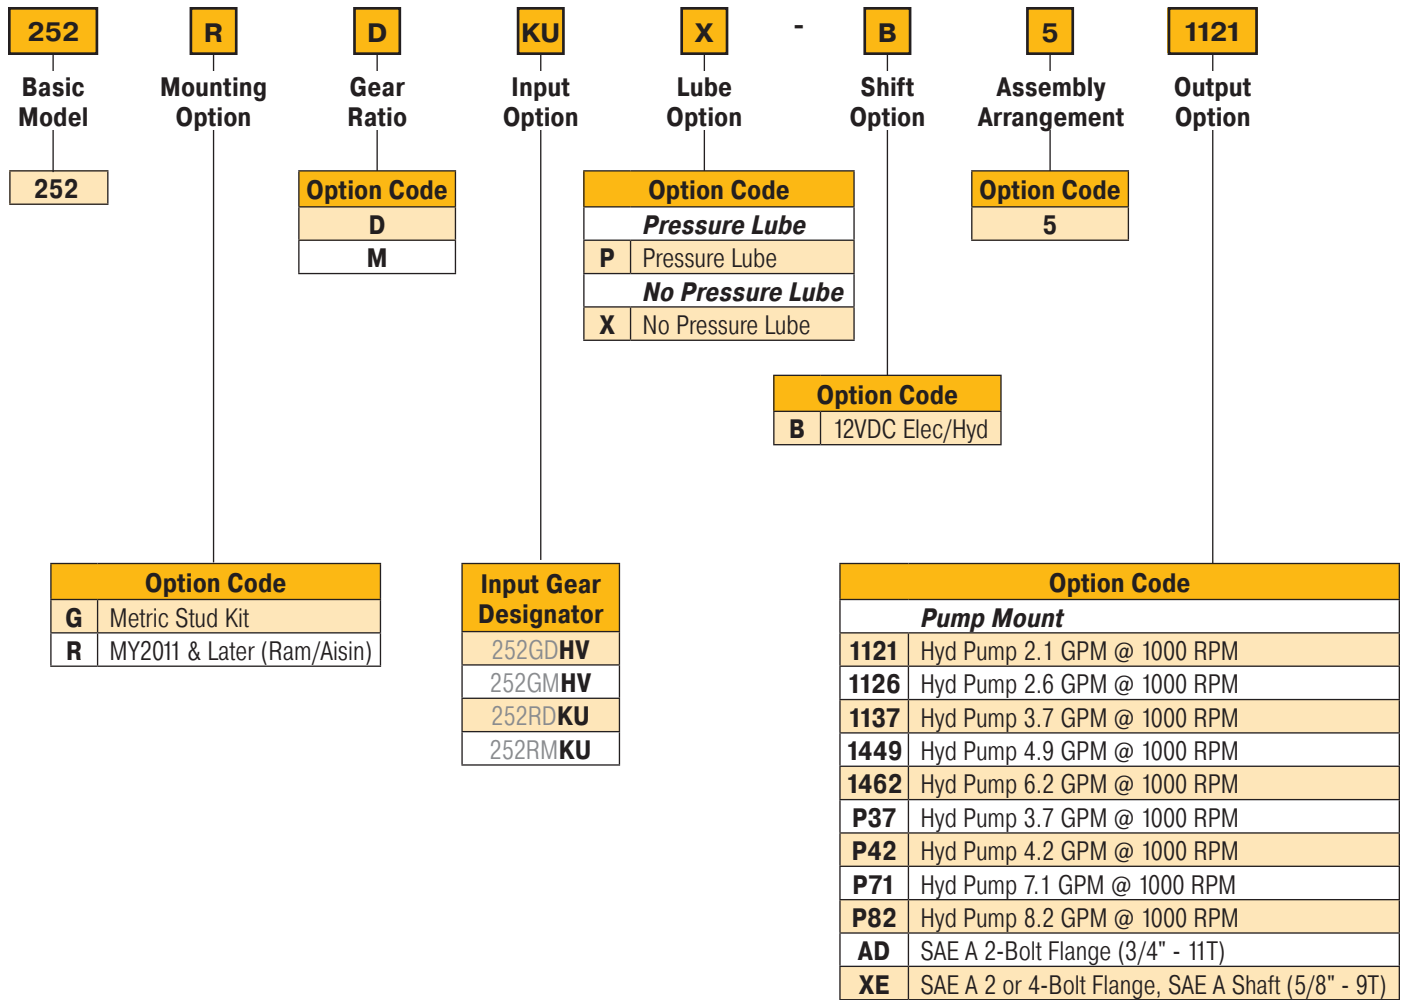 252 R D KU X - B 5 1121
Basic Model
Mounting Option
Gear Ratio
Input Option
Lube Option
Shift Option
Assembly Arrangement
Output Option
252
Option Code
D
M
Option Code
Pressure Lube
P Pressure Lube
No Pressure Lube
X No Pressure Lube
Option Code
5
Option Code
B 12VDC Elec/Hyd
Option Code
G Metric Stud Kit
R MY2011 & Later (Ram/Aisin)
Input Gear
Designator
252GDHV
252GMHV
252RDKU
252RMKU
Option Code
Pump Mount
1121 Hyd Pump 2.1 GPM @ 1000 RPM
1126 Hyd Pump 2.6 GPM @ 1000 RPM
1137 Hyd Pump 3.7 GPM @ 1000 RPM
1449 Hyd Pump 4.9 GPM @ 1000 RPM
1462 Hyd Pump 6.2 GPM @ 1000 RPM
P37 Hyd Pump 3.7 GPM @ 1000 RPM
P42 Hyd Pump 4.2 GPM @ 1000 RPM
P71 Hyd Pump 7.1 GPM @ 1000 RPM
P82 Hyd Pump 8.2 GPM @ 1000 RPM
AD SAE A 2-Bolt Flange (3/4" - 11T)
XE SAE A 2 or 4-Bolt Flange, SAE A Shaft (5/8" - 9T)